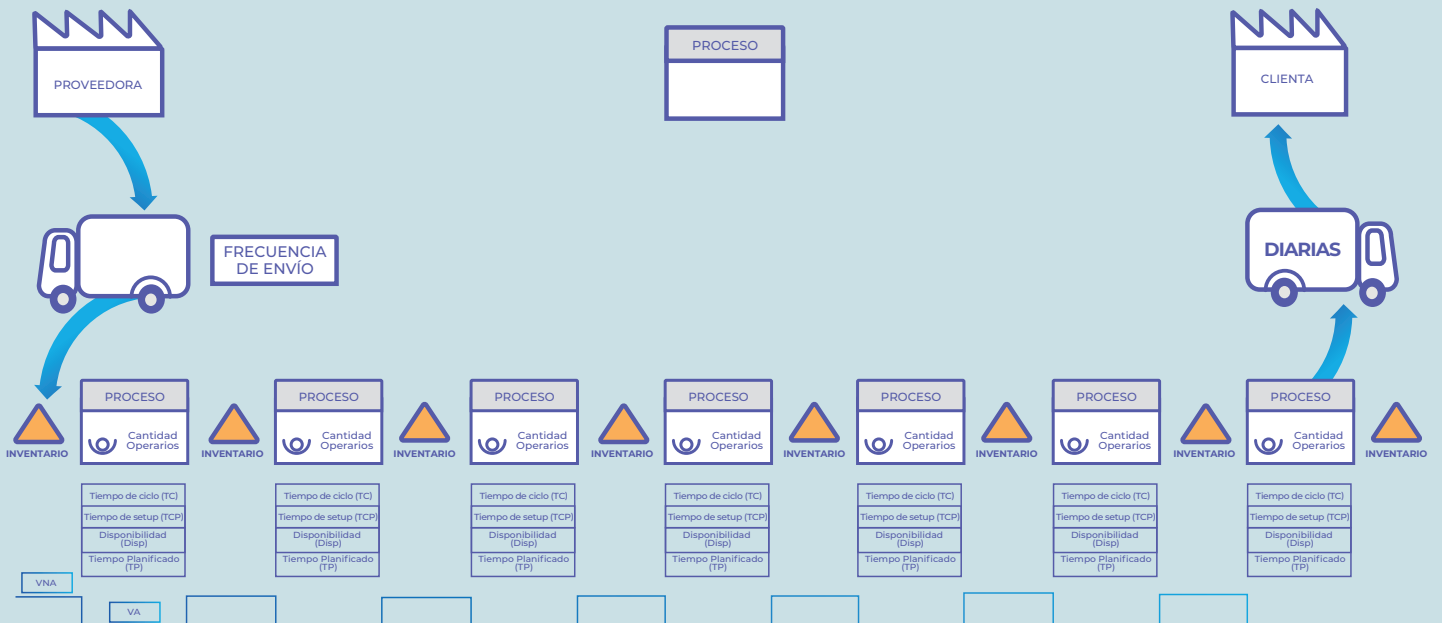 PROVEEDORA
PROCESO
CLIENTA
FRECUENCIA
DE ENVÍO
DIARIAS
PROCESO
Cantidad
Operarios
PROCESO
Cantidad
Operarios
PROCESO
Cantidad
Operarios
PROCESO
Cantidad
Operarios
PROCESO
Cantidad
Operarios
PROCESO
Cantidad
Operarios
PROCESO
Cantidad
Operarios
INVENTARIO
INVENTARIO
INVENTARIO
INVENTARIO
INVENTARIO
INVENTARIO
INVENTARIO
INVENTARIO
Tiempo de ciclo (TC)
Tiempo de setup (TCP)
Disponibilidad
(Disp)
Tiempo Planificado
(TP)
Tiempo de ciclo (TC)
Tiempo de setup (TCP)
Disponibilidad
(Disp)
Tiempo Planificado
(TP)
Tiempo de ciclo (TC)
Tiempo de setup (TCP)
Disponibilidad
(Disp)
Tiempo Planificado
(TP)
Tiempo de ciclo (TC)
Tiempo de setup (TCP)
Disponibilidad
(Disp)
Tiempo Planificado
(TP)
Tiempo de ciclo (TC)
Tiempo de setup (TCP)
Disponibilidad
(Disp)
Tiempo Planificado
(TP)
Tiempo de ciclo (TC)
Tiempo de setup (TCP)
Disponibilidad
(Disp)
Tiempo Planificado
(TP)
Tiempo de ciclo (TC)
Tiempo de setup (TCP)
Disponibilidad
(Disp)
Tiempo Planificado
(TP)
VNA
VA